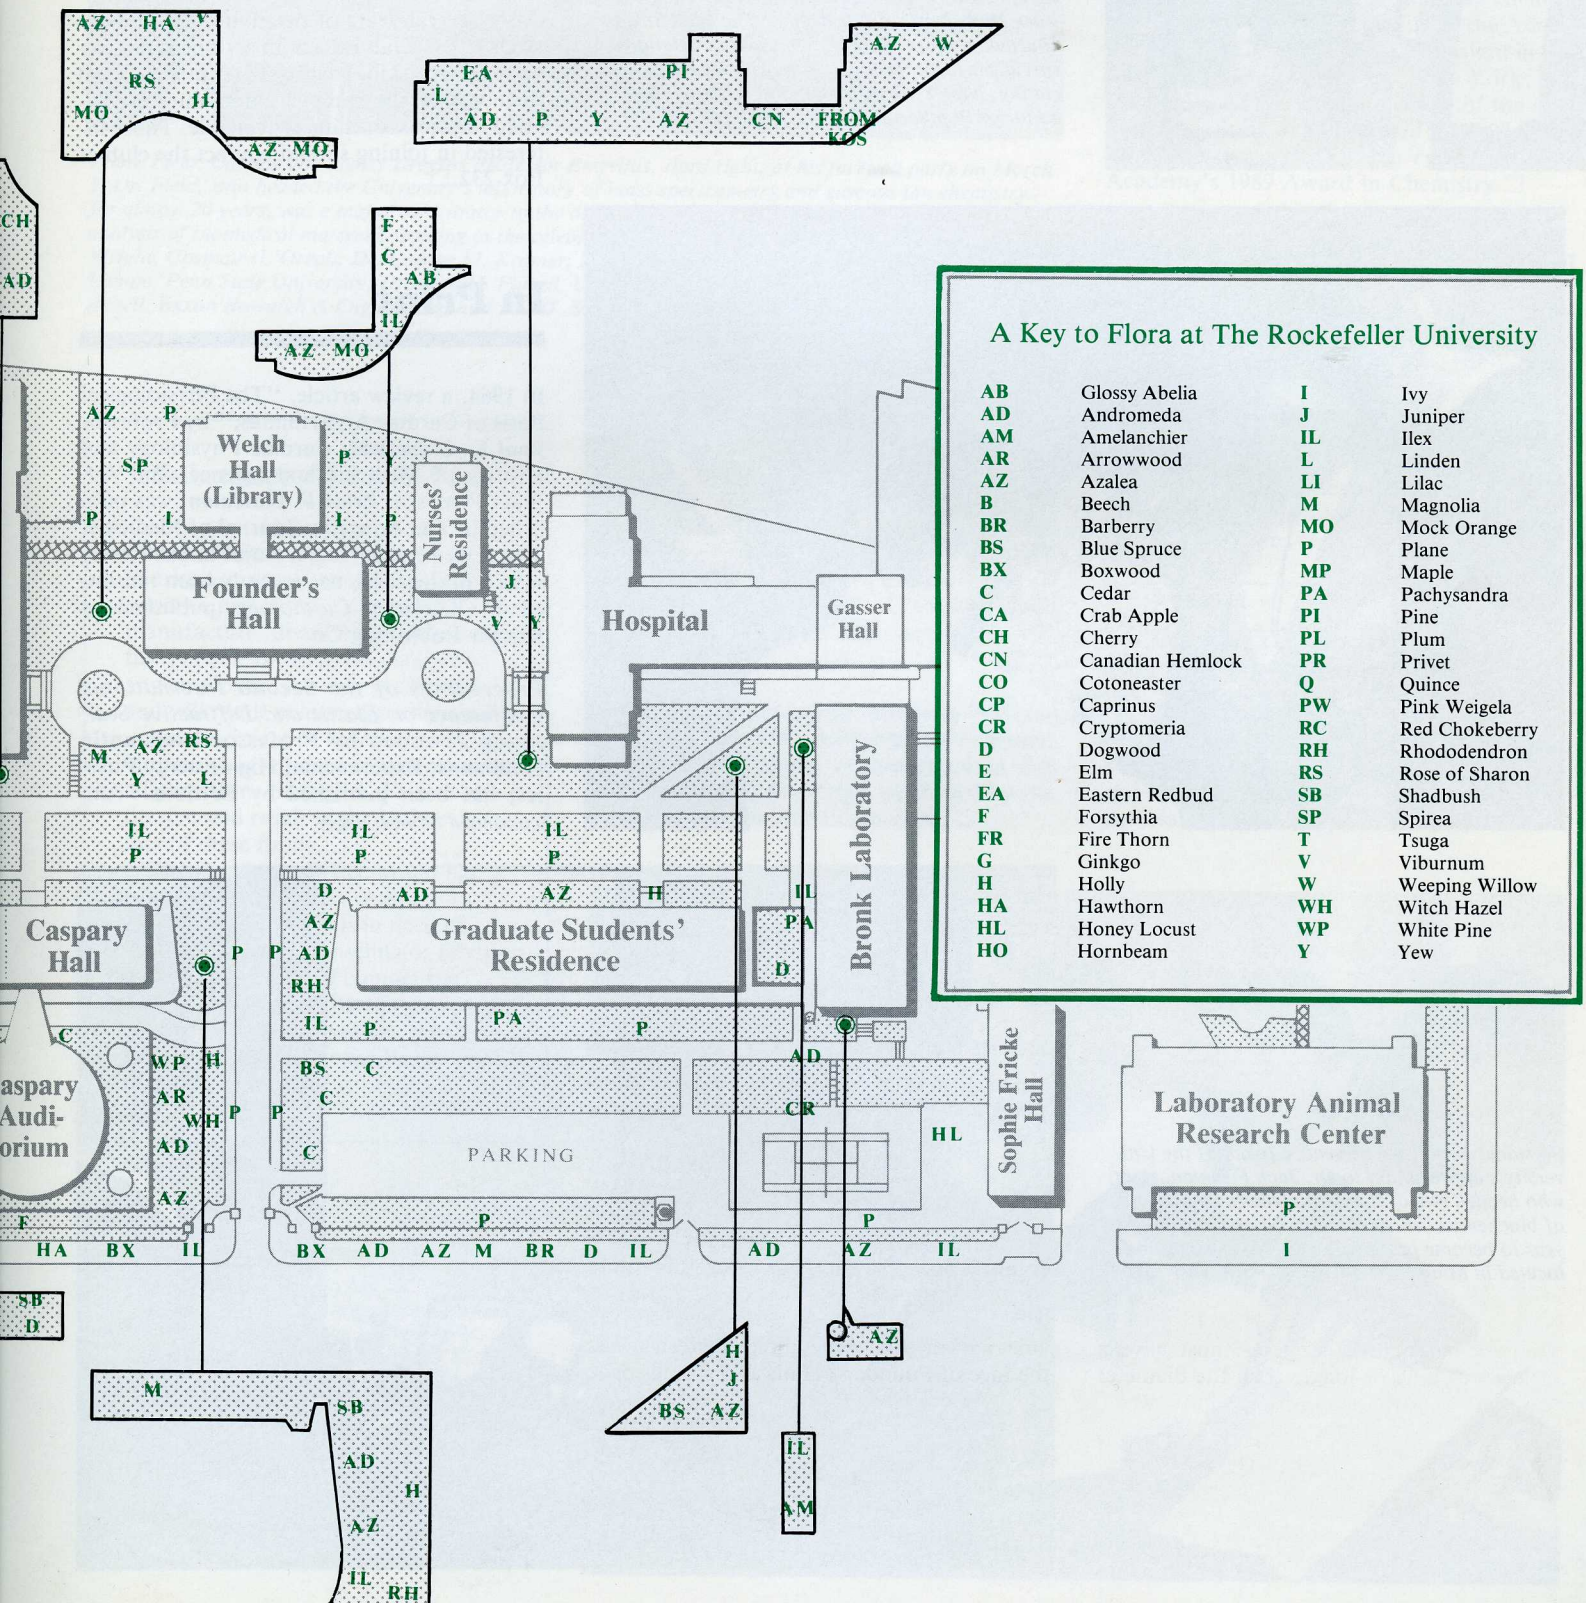 AZ HA V
RS
IL
MO
AZ MO
EA PI AZ W
L
AD P Y AZ CN FROM
KOS
CH
AD
F
C
AB
IL
AZ MO
AZ P
SP
P I
Welch
Hall
(Library)
P Y
I P
Nurses'
Residence
Founder's
Hall
J
V Y
Hospital
Gasser
Hall
M AZ RS
Y L
IL
P
IL
P
IL
P
D AD AZ H
AZ
AD
RH
IL P PA P
Caspary
Hall
P P
Graduate Students'
Residence
IL
PA
D
Bronk Laboratory
C
WP H
AR
WH
AD
AZ
P P
aspary
Audi-
orium
BS C
C
C
AD
CR
HL
PARKING
Sophie Fricke
Hall
Laboratory Animal
Research Center
F
P
P
P
HA BX IL
BX AD AZ M BR D IL
AD AZ IL
I
SB
D
AZ
H
J
BS AZ
IL
AM
M
SB
AD
H
AZ
IL
RH
A Key to Flora at The Rockefeller University
AB Glossy Abelia
AD Andromeda
AM Amelanchier
AR Arrowwood
AZ Azalea
B Beech
BR Barberry
BS Blue Spruce
BX Boxwood
C Cedar
CA Crab Apple
CH Cherry
CN Canadian Hemlock
CO Cotoneaster
CP Caprinus
CR Cryptomeria
D Dogwood
E Elm
EA Eastern Redbud
F Forsythia
FR Fire Thorn
G Ginkgo
H Holly
HA Hawthorn
HL Honey Locust
HO Hornbeam
I Ivy
J Juniper
IL Ilex
L Linden
LI Lilac
M Magnolia
MO Mock Orange
P Plane
MP Maple
PA Pachysandra
PI Pine
PL Plum
PR Privet
Q Quince
PW Pink Weigela
RC Red Chokeberry
RH Rhododendron
RS Rose of Sharon
SB Shadbush
SP Spirea
T Tsuga
V Viburnum
W Weeping Willow
WH Witch Hazel
WP White Pine
Y Yew